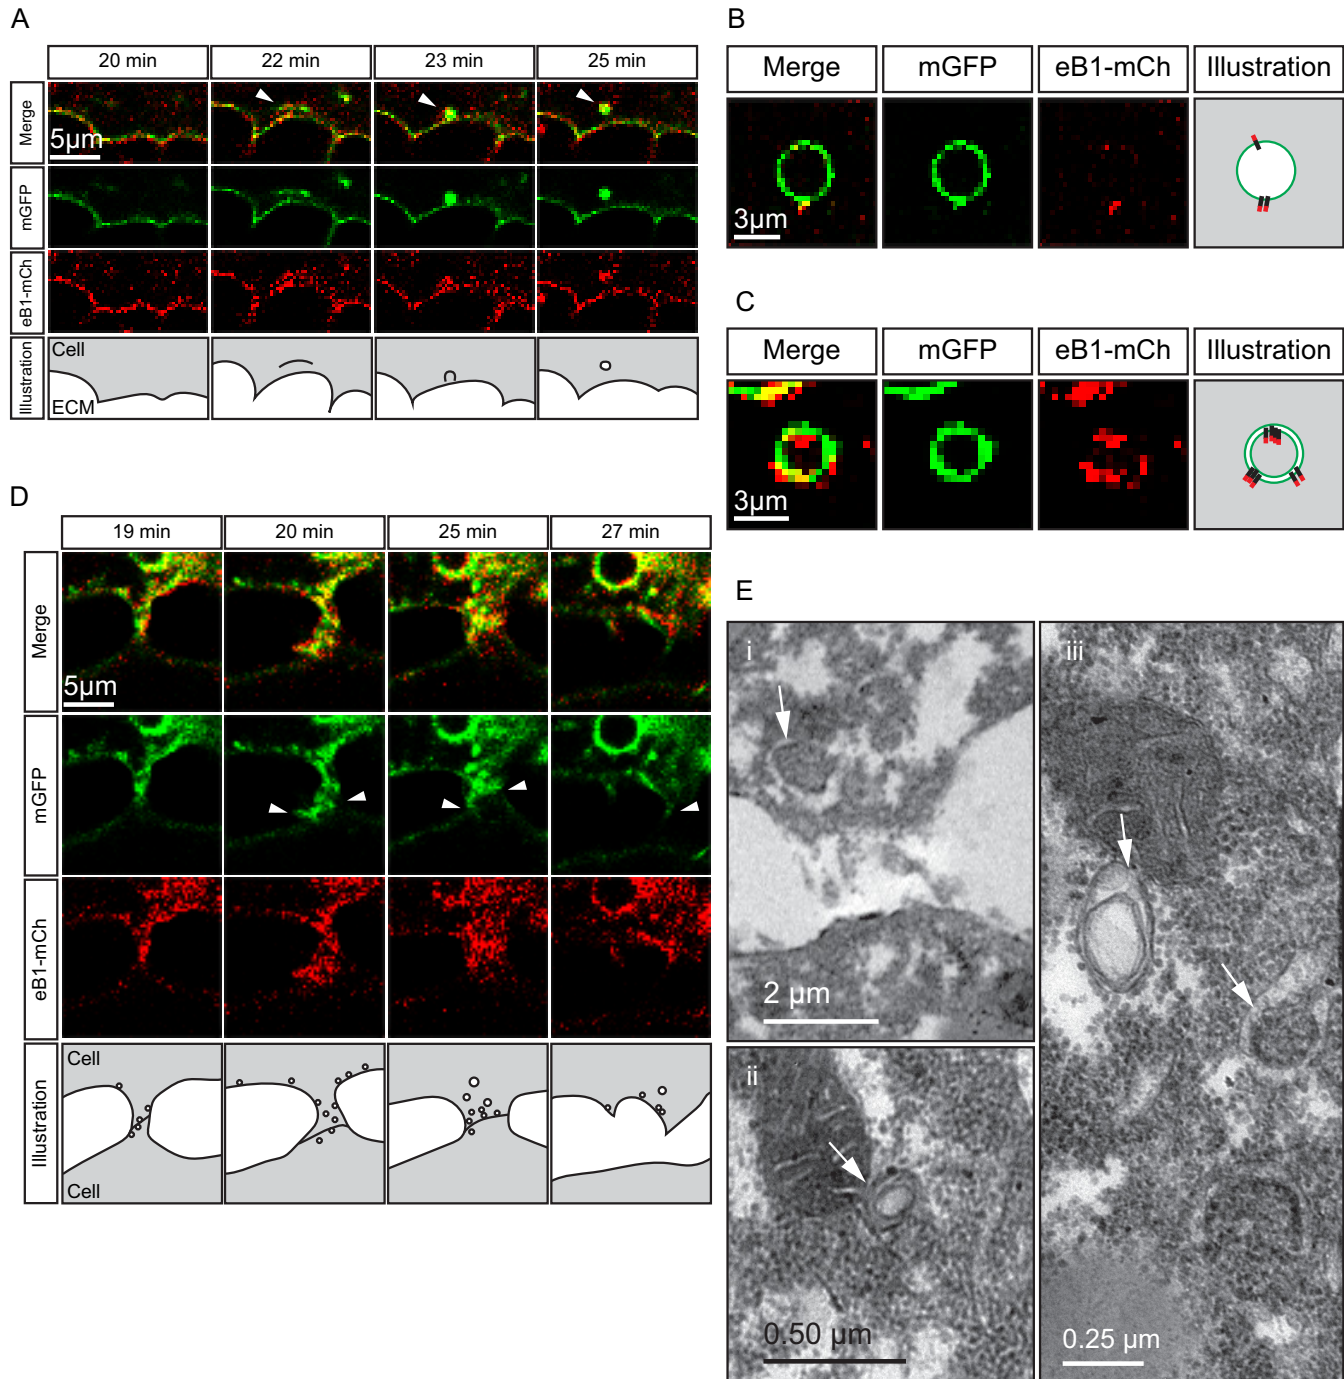 A
20 min 22 min 23 min 25 min
Merge
5µm
mGFP
eB1-mCh
Illustration
Cell
ECM
B
Merge mGFP eB1-mCh Illustration
3µm
C
Merge mGFP eB1-mCh Illustration
3µm
D
19 min 20 min 25 min 27 min
Merge
5µm
mGFP
eB1-mCh
Illustration
Cell
Cell
E
i
2 µm
ii
0.50 µm
iii
0.25 µm